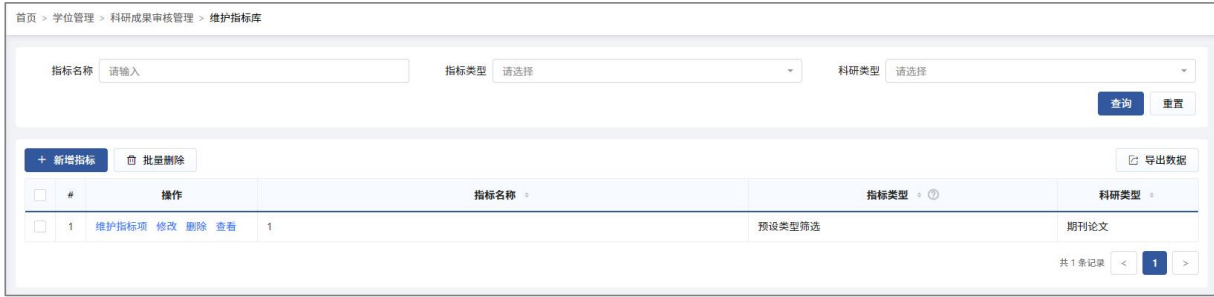 首页 > 学位管理 > 科研成果审核管理 > 维护指标库
指标名称 请输入 指标类型 请选择 科研类型 请选择
查询 重置
+ 新增指标 批量删除 导出数据
# 操作 指标名称 指标类型 科研类型
1 维护指标项 修改 删除 查看 1 预设类型筛选 期刊论文
共 1 条记录 < 1 >